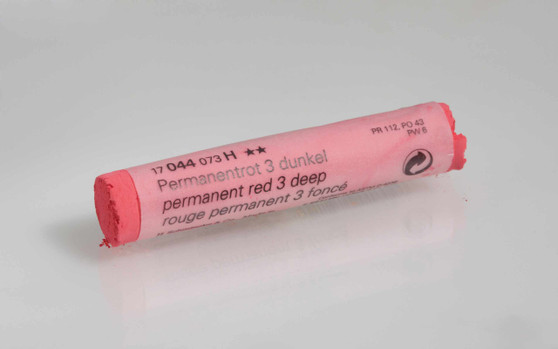 17 044 073 H ★★
Permanentrot 3 dunkel
permanent red 3 deep
rouge permanent 3 foncé
PR 112, PO 43
PW 6